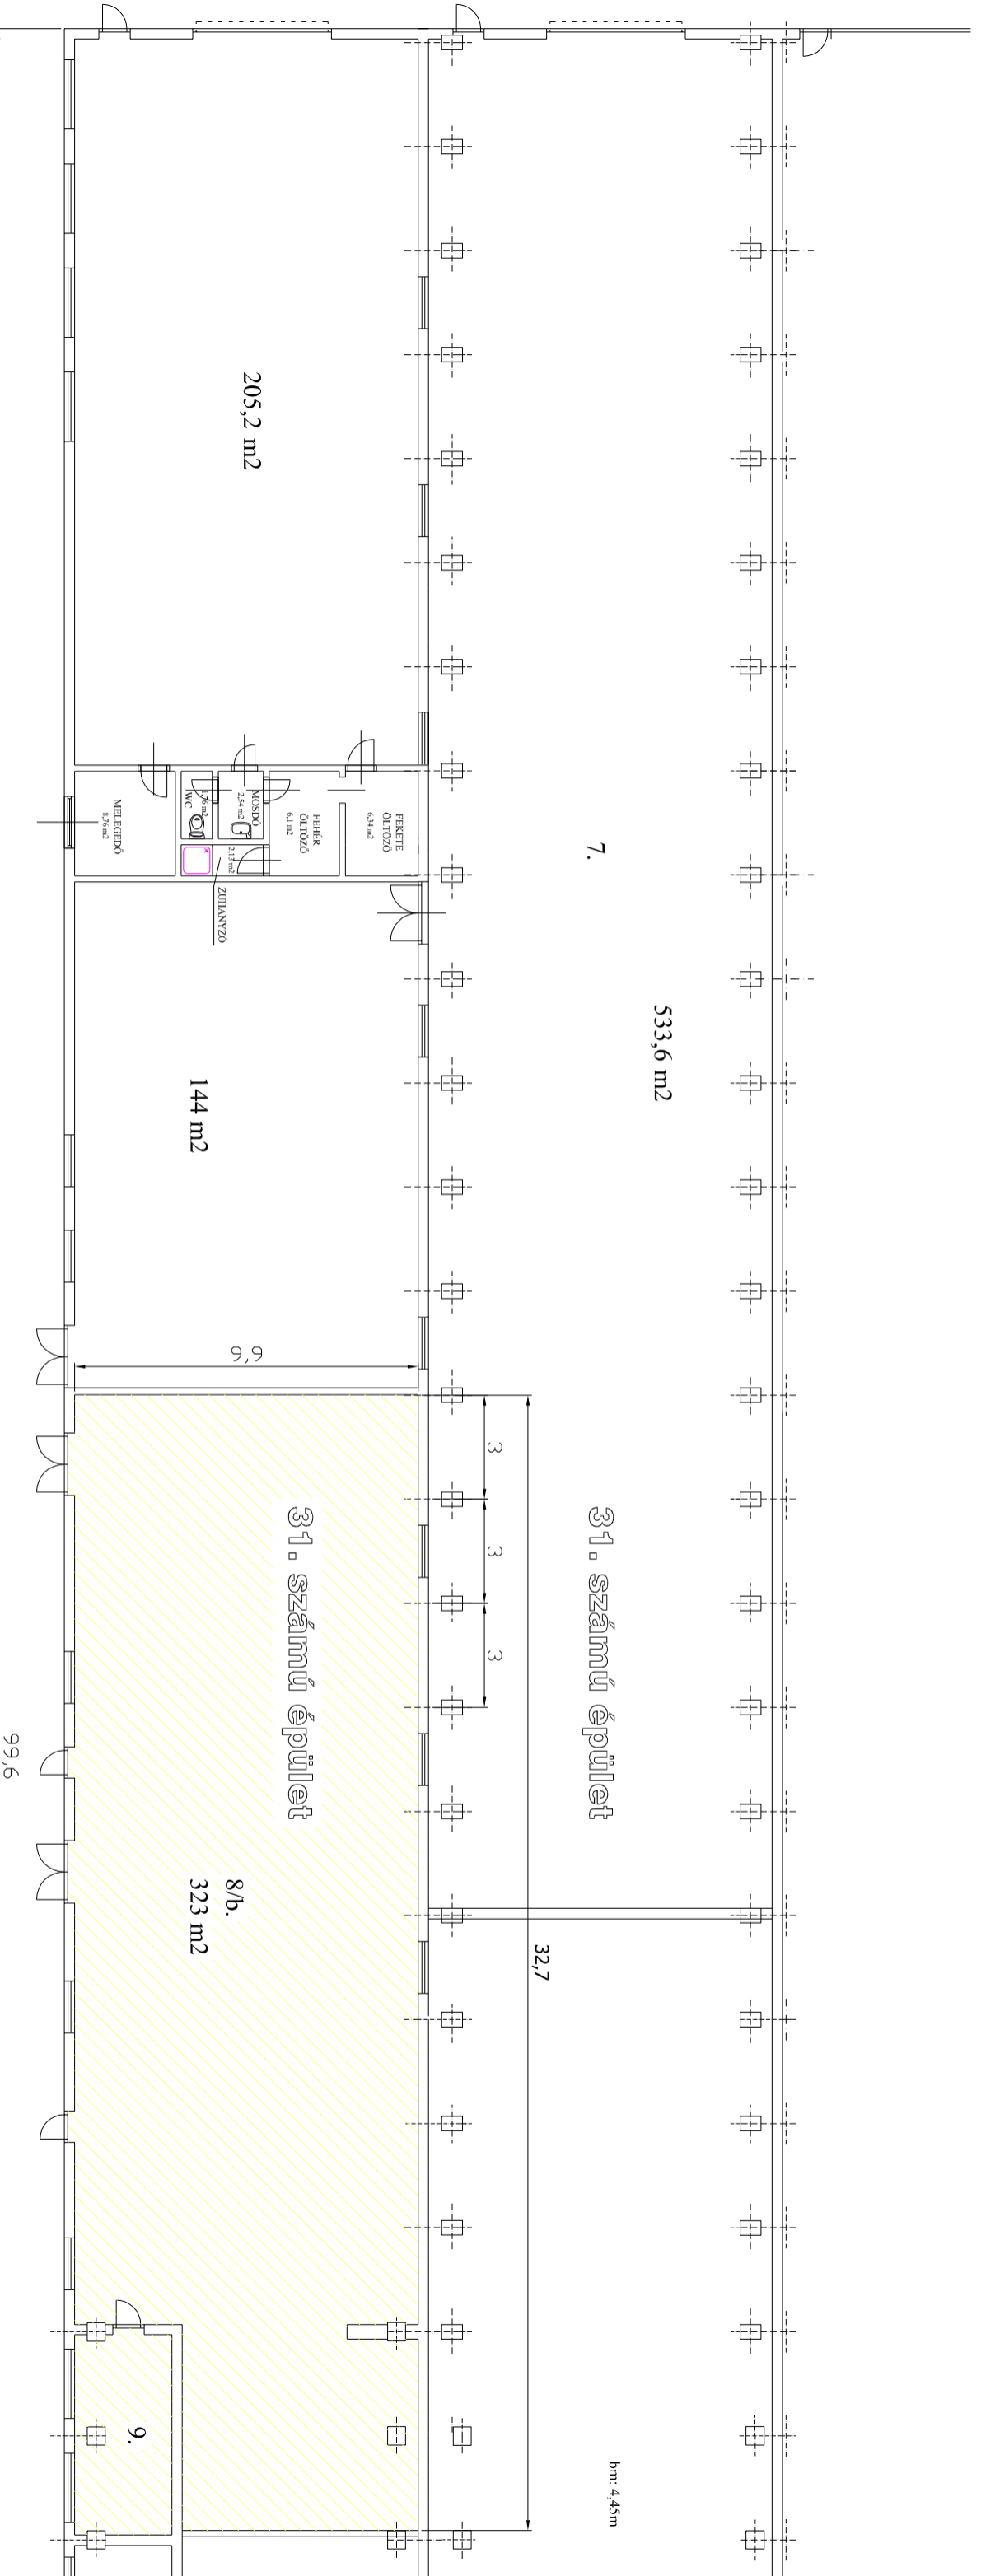 205,2 m2
7.
533,6 m2
FEKETE
ÖLTÖZŐ
6,34 m2
FEHÉR
ÖLTÖZŐ
6,1 m2
MOSDÓ
2,54 m2
1,76 m2
WC
MELEGEDŐ
8,76 m2
ZUHANYZÓ
144 m2
9,9
3
3
3
31. számú épület
31. számú épület
8/b.
323 m2
32,7
99,6
9.
bm: 4,45m